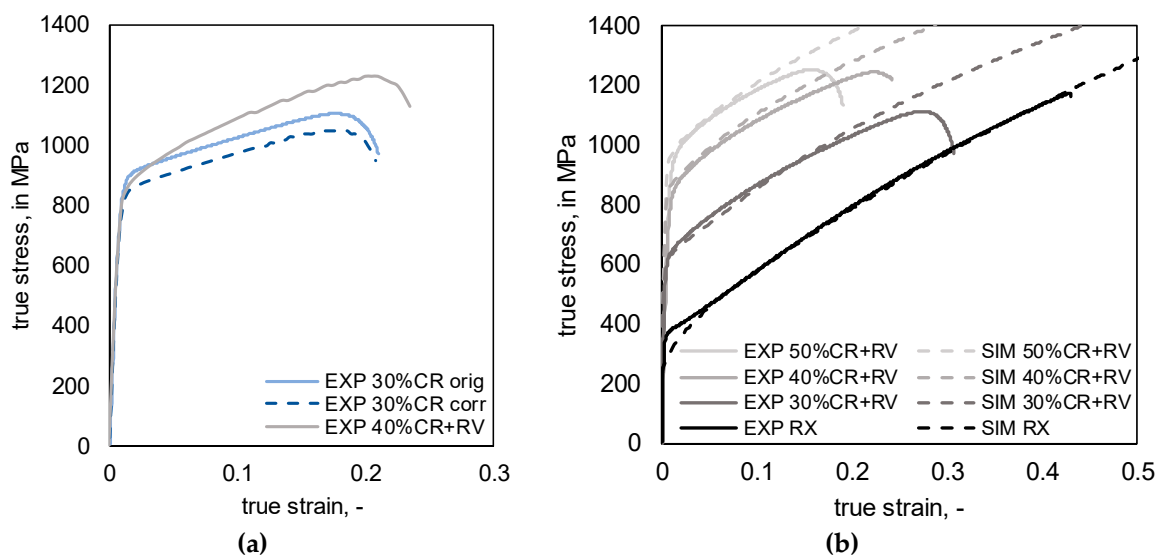 1400
1200
1000
800
600
400
200
0
true stress, in MPa
EXP 30%CR orig
EXP 30%CR corr
EXP 40%CR+RV
0
0.1
0.2
0.3
true strain, -
(a)
1400
1200
1000
800
600
400
200
0
true stress, in MPa
EXP 50%CR+RV
SIM 50%CR+RV
EXP 40%CR+RV
SIM 40%CR+RV
EXP 30%CR+RV
SIM 30%CR+RV
EXP RX
SIM RX
0
0.1
0.2
0.3
0.4
0.5
true strain, -
(b)